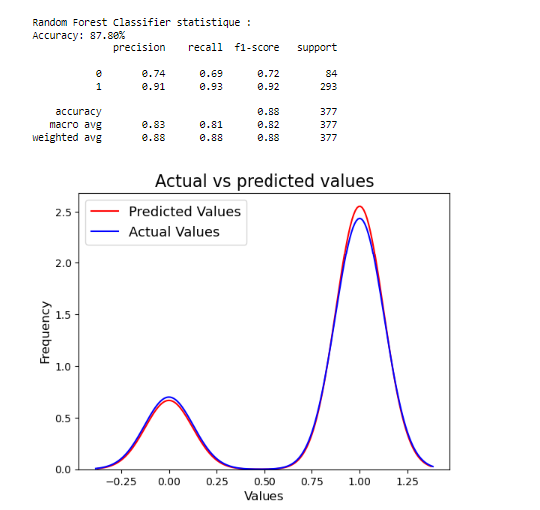 Random Forest Classifier statistique :
Accuracy: 87.80%
precision recall f1-score support
0 0.74 0.69 0.72 84
1 0.91 0.93 0.92 293
accuracy 0.88 377
macro avg 0.83 0.81 0.82 377
weighted avg 0.88 0.88 0.88 377
Actual vs predicted values
Predicted Values
Actual Values
Frequency
2.5
2.0
1.5
1.0
0.5
0.0
−0.25 0.00 0.25 0.50 0.75 1.00 1.25
Values